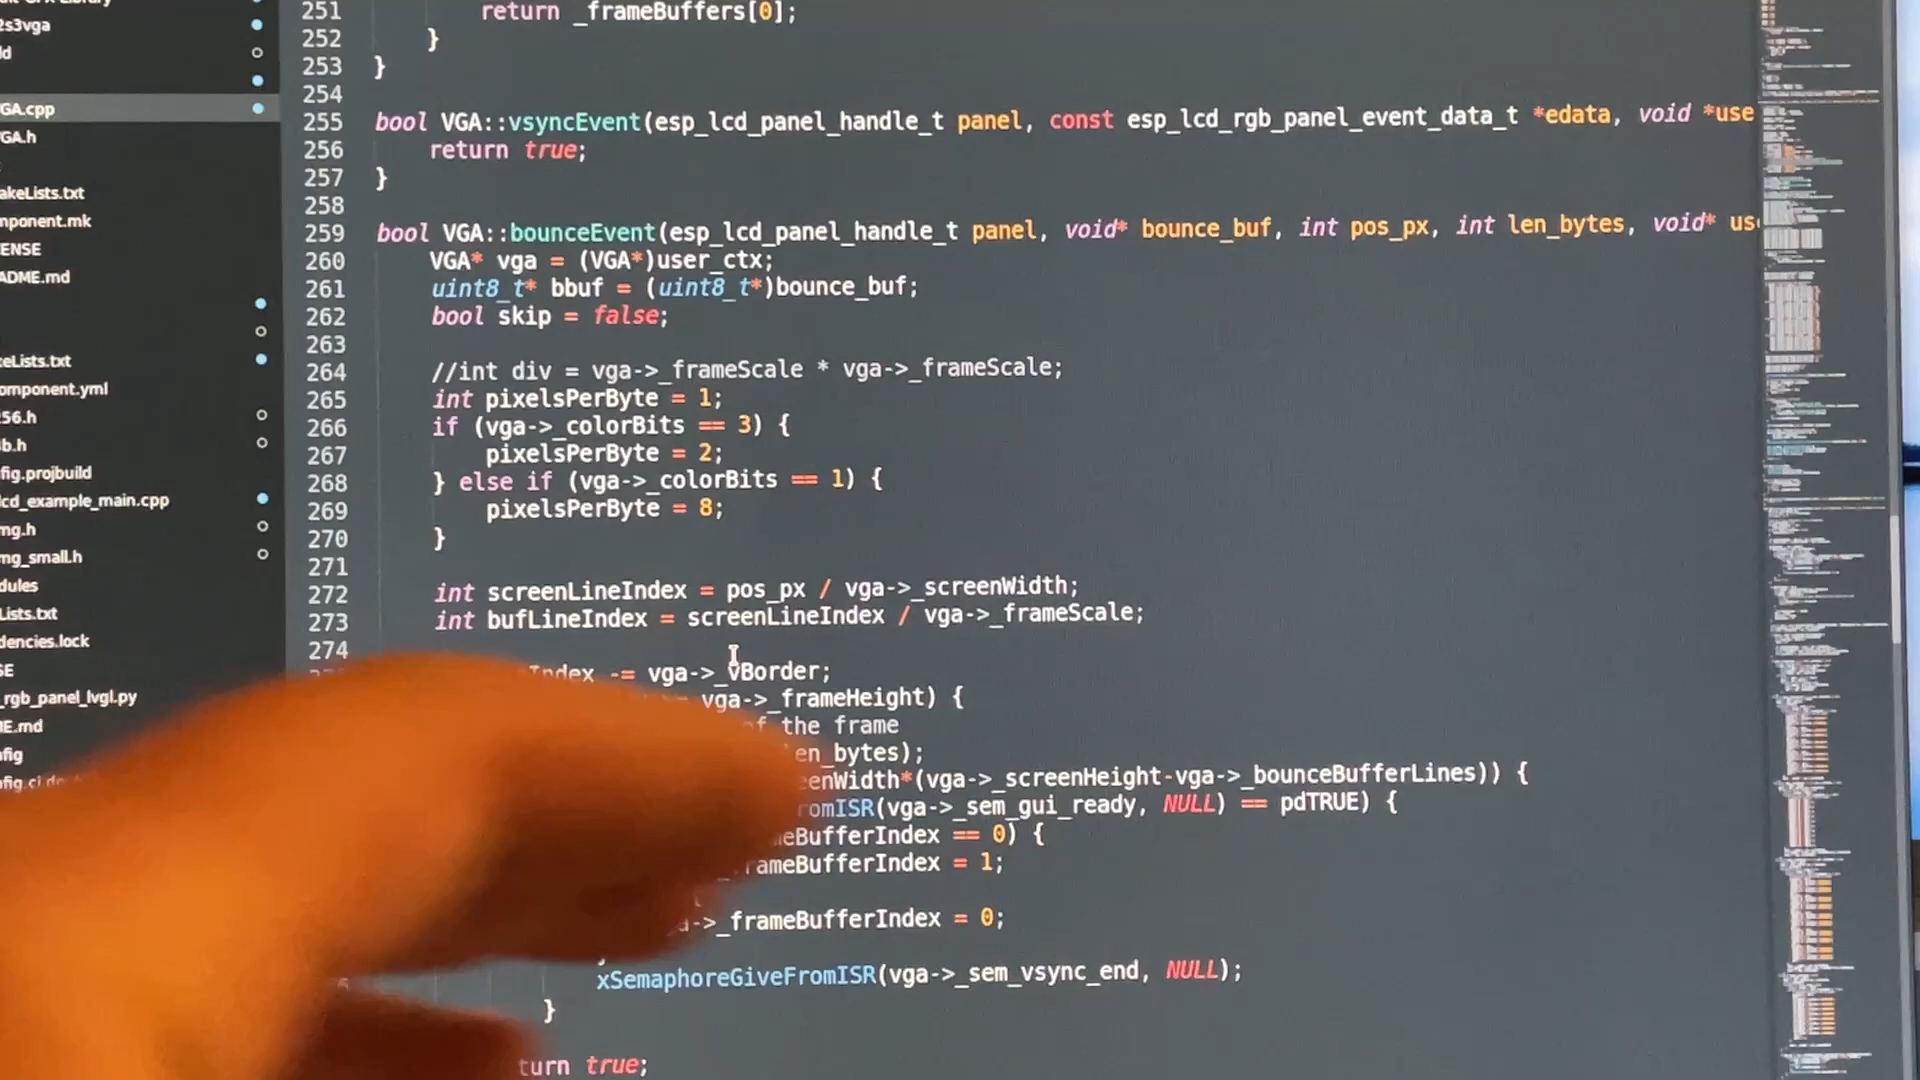 2s3vga
GA.cpp
GA.h
akeLists.txt
mponent.mk
ENSE
ADME.md
eLists.txt
omponent.yml
56.h
b.h
fig.projbuild
lcd_example_main.cpp
mg.h
mg_small.h
dules
Lists.txt
dencies.lock
SE
_rgb_panel_lvgl.py
E.md
nfig
251 return _frameBuffers[0];
252 }
253 }
254
255 bool VGA::vsyncEvent(esp_lcd_panel_handle_t panel, const esp_lcd_rgb_panel_event_data_t *edata, void *use
256 return true;
257 }
258
259 bool VGA::bounceEvent(esp_lcd_panel_handle_t panel, void* bounce_buf, int pos_px, int len_bytes, void* us
260 VGA* vga = (VGA*)user_ctx;
261 uint8_t* bbuf = (uint8_t*)bounce_buf;
262 bool skip = false;
263
264 //int div = vga->_frameScale * vga->_frameScale;
265 int pixelsPerByte = 1;
266 if (vga->_colorBits == 3) {
267 pixelsPerByte = 2;
268 } else if (vga->_colorBits == 1) {
269 pixelsPerByte = 8;
270 }
271
272 int screenLineIndex = pos_px / vga->_screenWidth;
273 int bufLineIndex = screenLineIndex / vga->_frameScale;
274
Index -= vga->_vBorder;
vga->_frameHeight) {
of the frame
en_bytes);
enWidth*(vga->_screenHeight-vga->_bounceBufferLines)) {
romISR(vga->_sem_gui_ready, NULL) == pdTRUE) {
eBufferIndex == 0) {
ameBufferIndex = 1;
->_frameBufferIndex = 0;
xSemaphoreGiveFromISR(vga->_sem_vsync_end, NULL);
}
turn true;